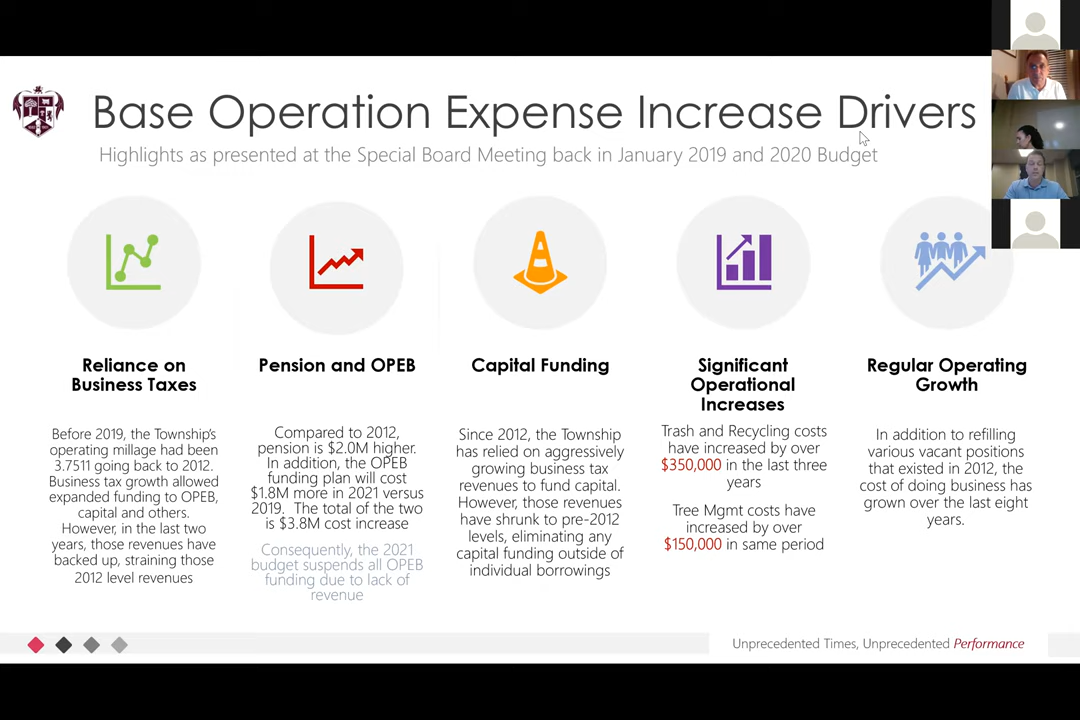 Base Operation Expense Increase Drivers
Highlights as presented at the Special Board Meeting back in January 2019 and 2020 Budget
Reliance on
Business Taxes
Before 2019, the Township's
operating millage had been
3.7511 going back to 2012.
Business tax growth allowed
expanded funding to OPEB,
capital and others.
However, in the last two
years, those revenues have
backed up, straining those
2012 level revenues
Pension and OPEB
Compared to 2012,
pension is $2.0M higher.
In addition, the OPEB
funding plan will cost
$1.8M more in 2021 versus
2019. The total of the two
is $3.8M cost increase
Consequently, the 2021
budget suspends all OPEB
funding due to lack of
revenue
Capital Funding
Since 2012, the Township
has relied on aggressively
growing business tax
revenues to fund capital.
However, those revenues
have shrunk to pre-2012
levels, eliminating any
capital funding outside of
individual borrowings
Significant
Operational
Increases
Trash and Recycling costs
have increased by over
$350,000 in the last three
years
Tree Mgmt costs have
increased by over
$150,000 in same period
Regular Operating
Growth
In addition to refilling
various vacant positions
that existed in 2012, the
cost of doing business has
grown over the last eight
years.
Unprecedented Times, Unprecedented Performance